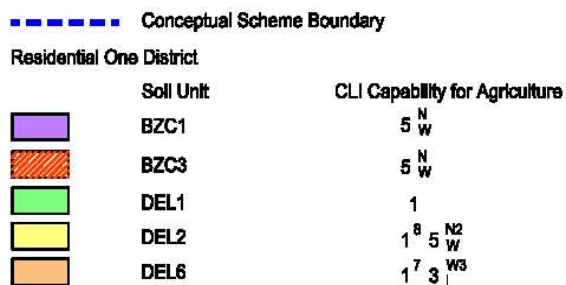 Conceptual Scheme Boundary
Residential One District
Soil Unit CLI Capability for Agriculture
BZC1 5 N W
BZC3 5 N W
DEL1 1
DEL2 1 8 5 N2 W
DEL6 1 7 3 W3 I